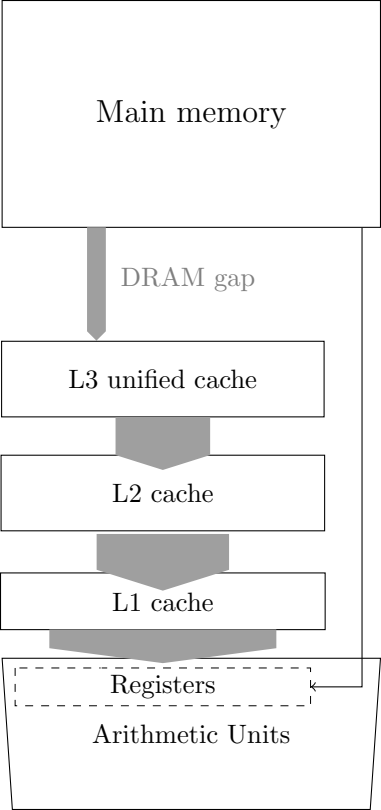 Main memory
DRAM gap
L3 unified cache
L2 cache
L1 cache
Registers
Arithmetic Units